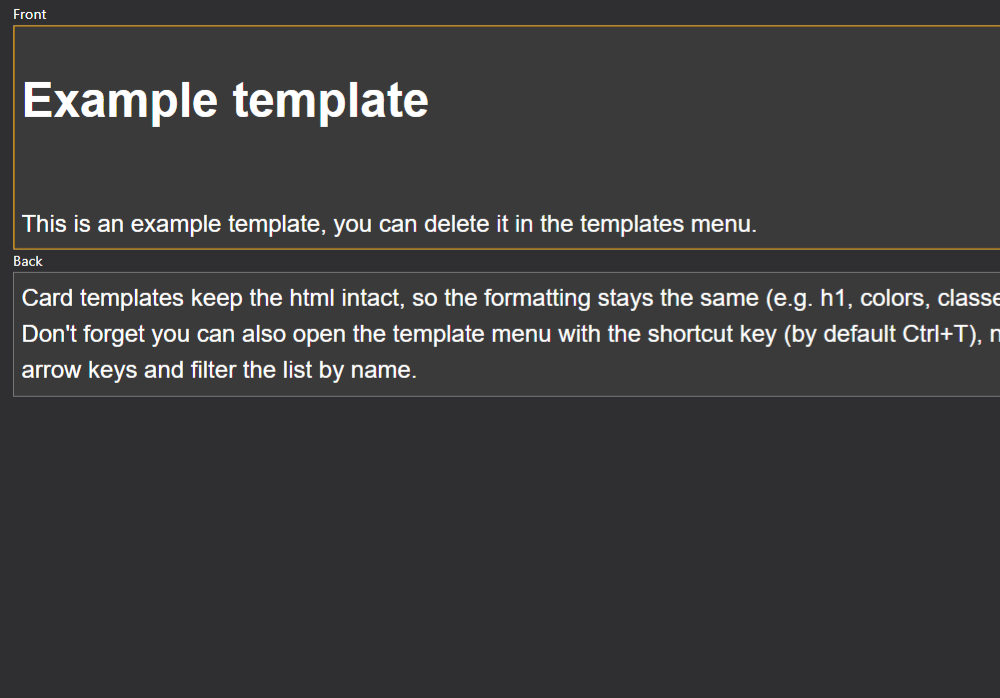 Front
Example template
This is an example template, you can delete it in the templates menu.
Back
Card templates keep the html intact, so the formatting stays the same (e.g. h1, colors, classe
Don't forget you can also open the template menu with the shortcut key (by default Ctrl+T), n
arrow keys and filter the list by name.